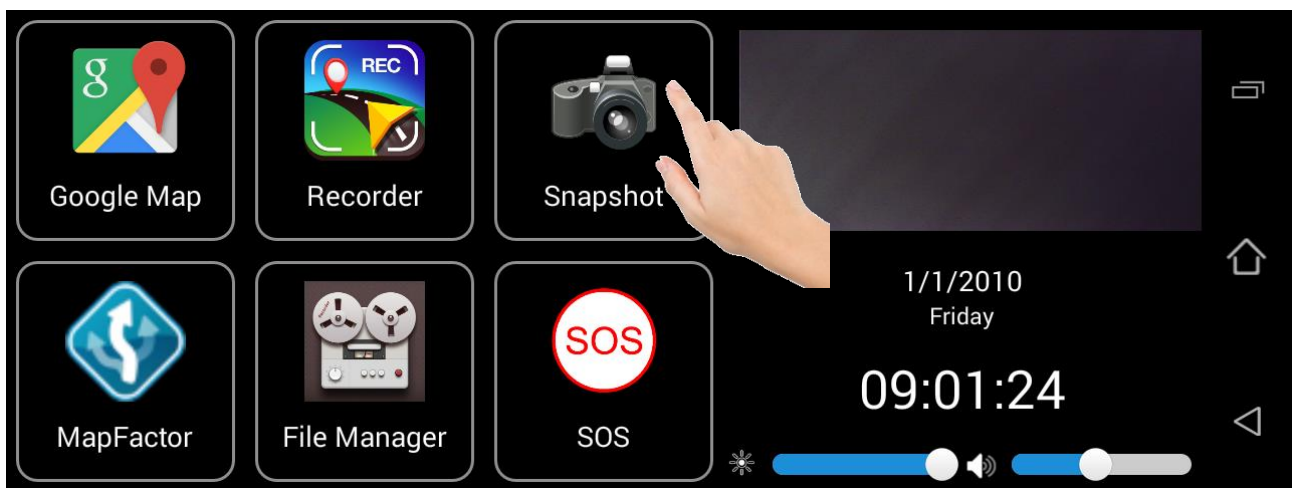 g
REC
Google Map
Recorder
Snapshot
MapFactor
File Manager
SOS
SOS
1/1/2010
Friday
09:01:24